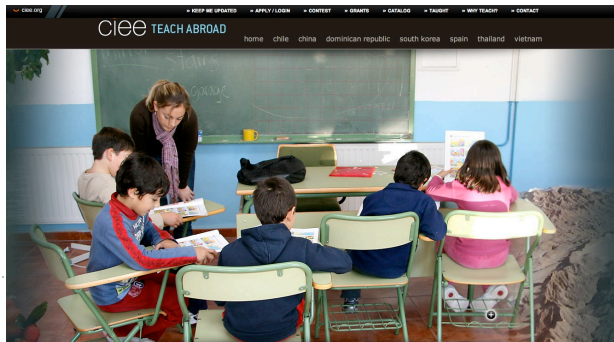 ciee.org
» KEEP ME UPDATED » APPLY / LOGIN » CONTEST » GRANTS » CATALOG » TAUGHT » WHY TEACH? » CONTACT
ciee TEACH ABROAD
home chile china dominican republic south korea spain thailand vietnam